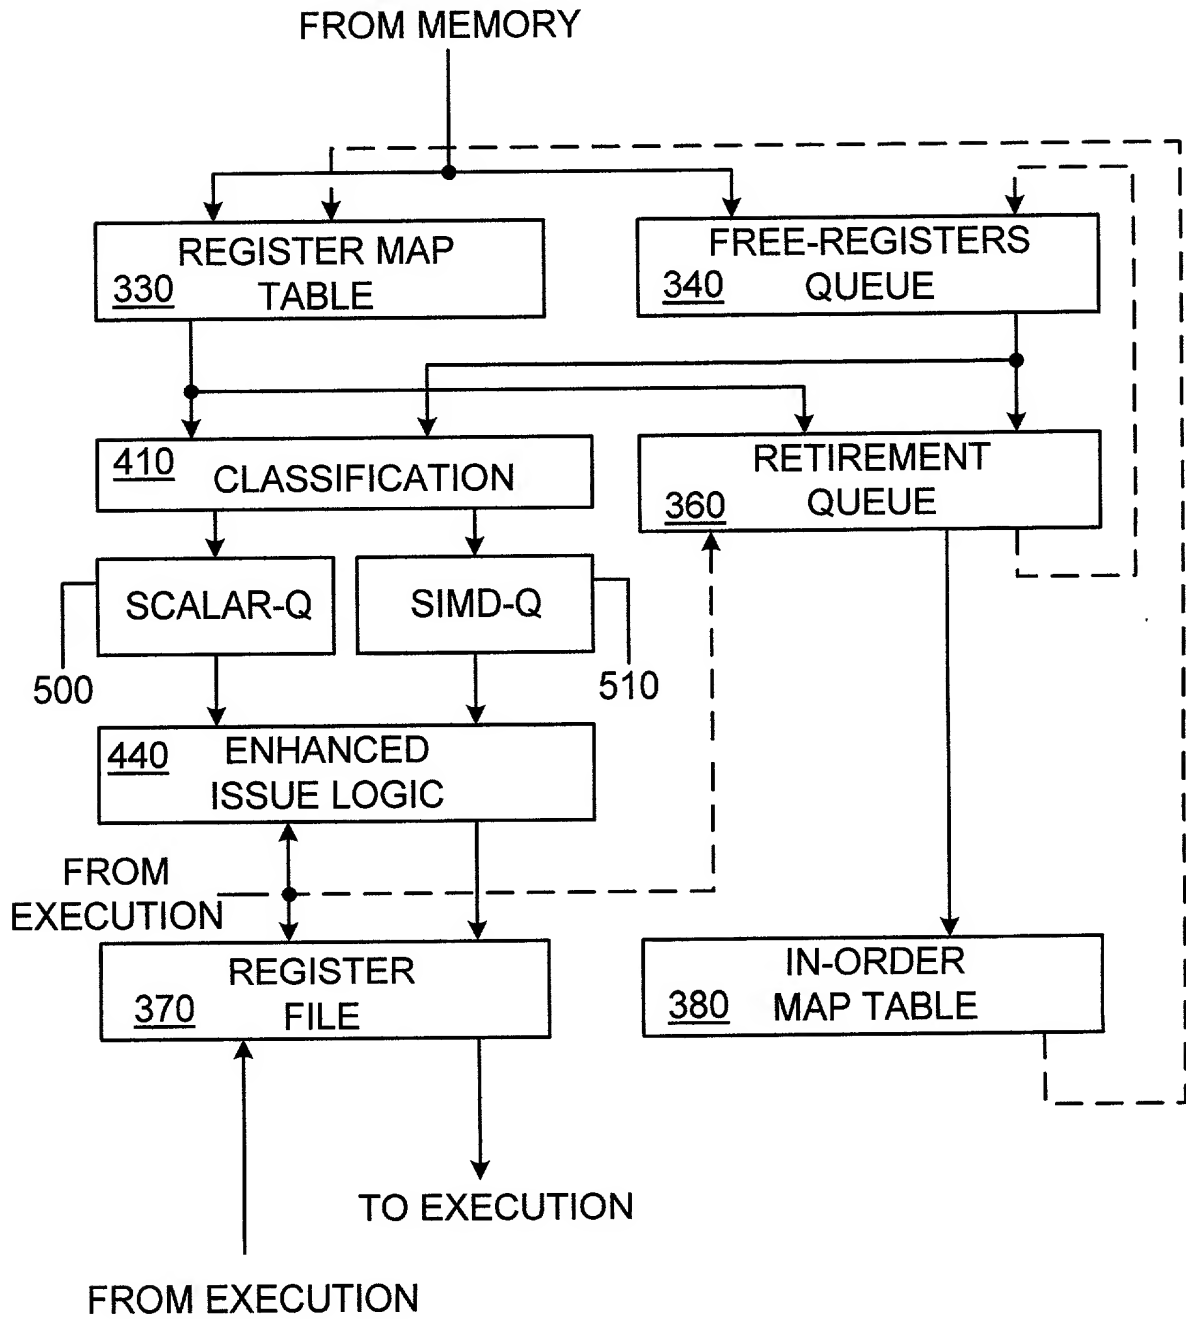 FROM MEMORY
REGISTER MAP
TABLE
330
FREE-REGISTERS
QUEUE
340
410
CLASSIFICATION
RETIREMENT
QUEUE
360
SCALAR-Q
SIMD-Q
500
510
440
ENHANCED
ISSUE LOGIC
FROM
EXECUTION
REGISTER
FILE
370
IN-ORDER
MAP TABLE
380
TO EXECUTION
FROM EXECUTION